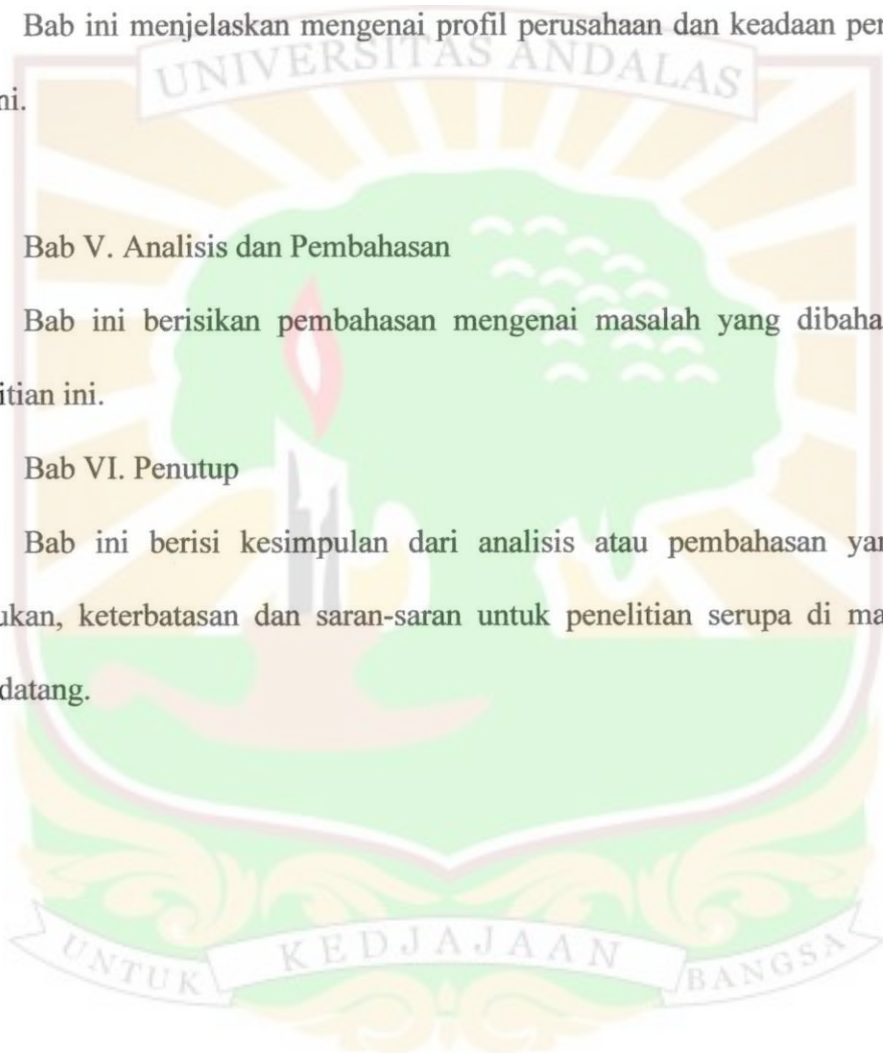 Bab ini menjelaskan mengenai profil perusahaan dan keadaan per
ni.
UNIVERSITAS ANDALAS
Bab V. Analisis dan Pembahasan
Bab ini berisikan pembahasan mengenai masalah yang dibaha
itian ini.
Bab VI. Penutup
Bab ini berisi kesimpulan dari analisis atau pembahasan yan
ukan, keterbatasan dan saran-saran untuk penelitian serupa di ma
datang.
UNTUK KEDJAJAAN BANGSA